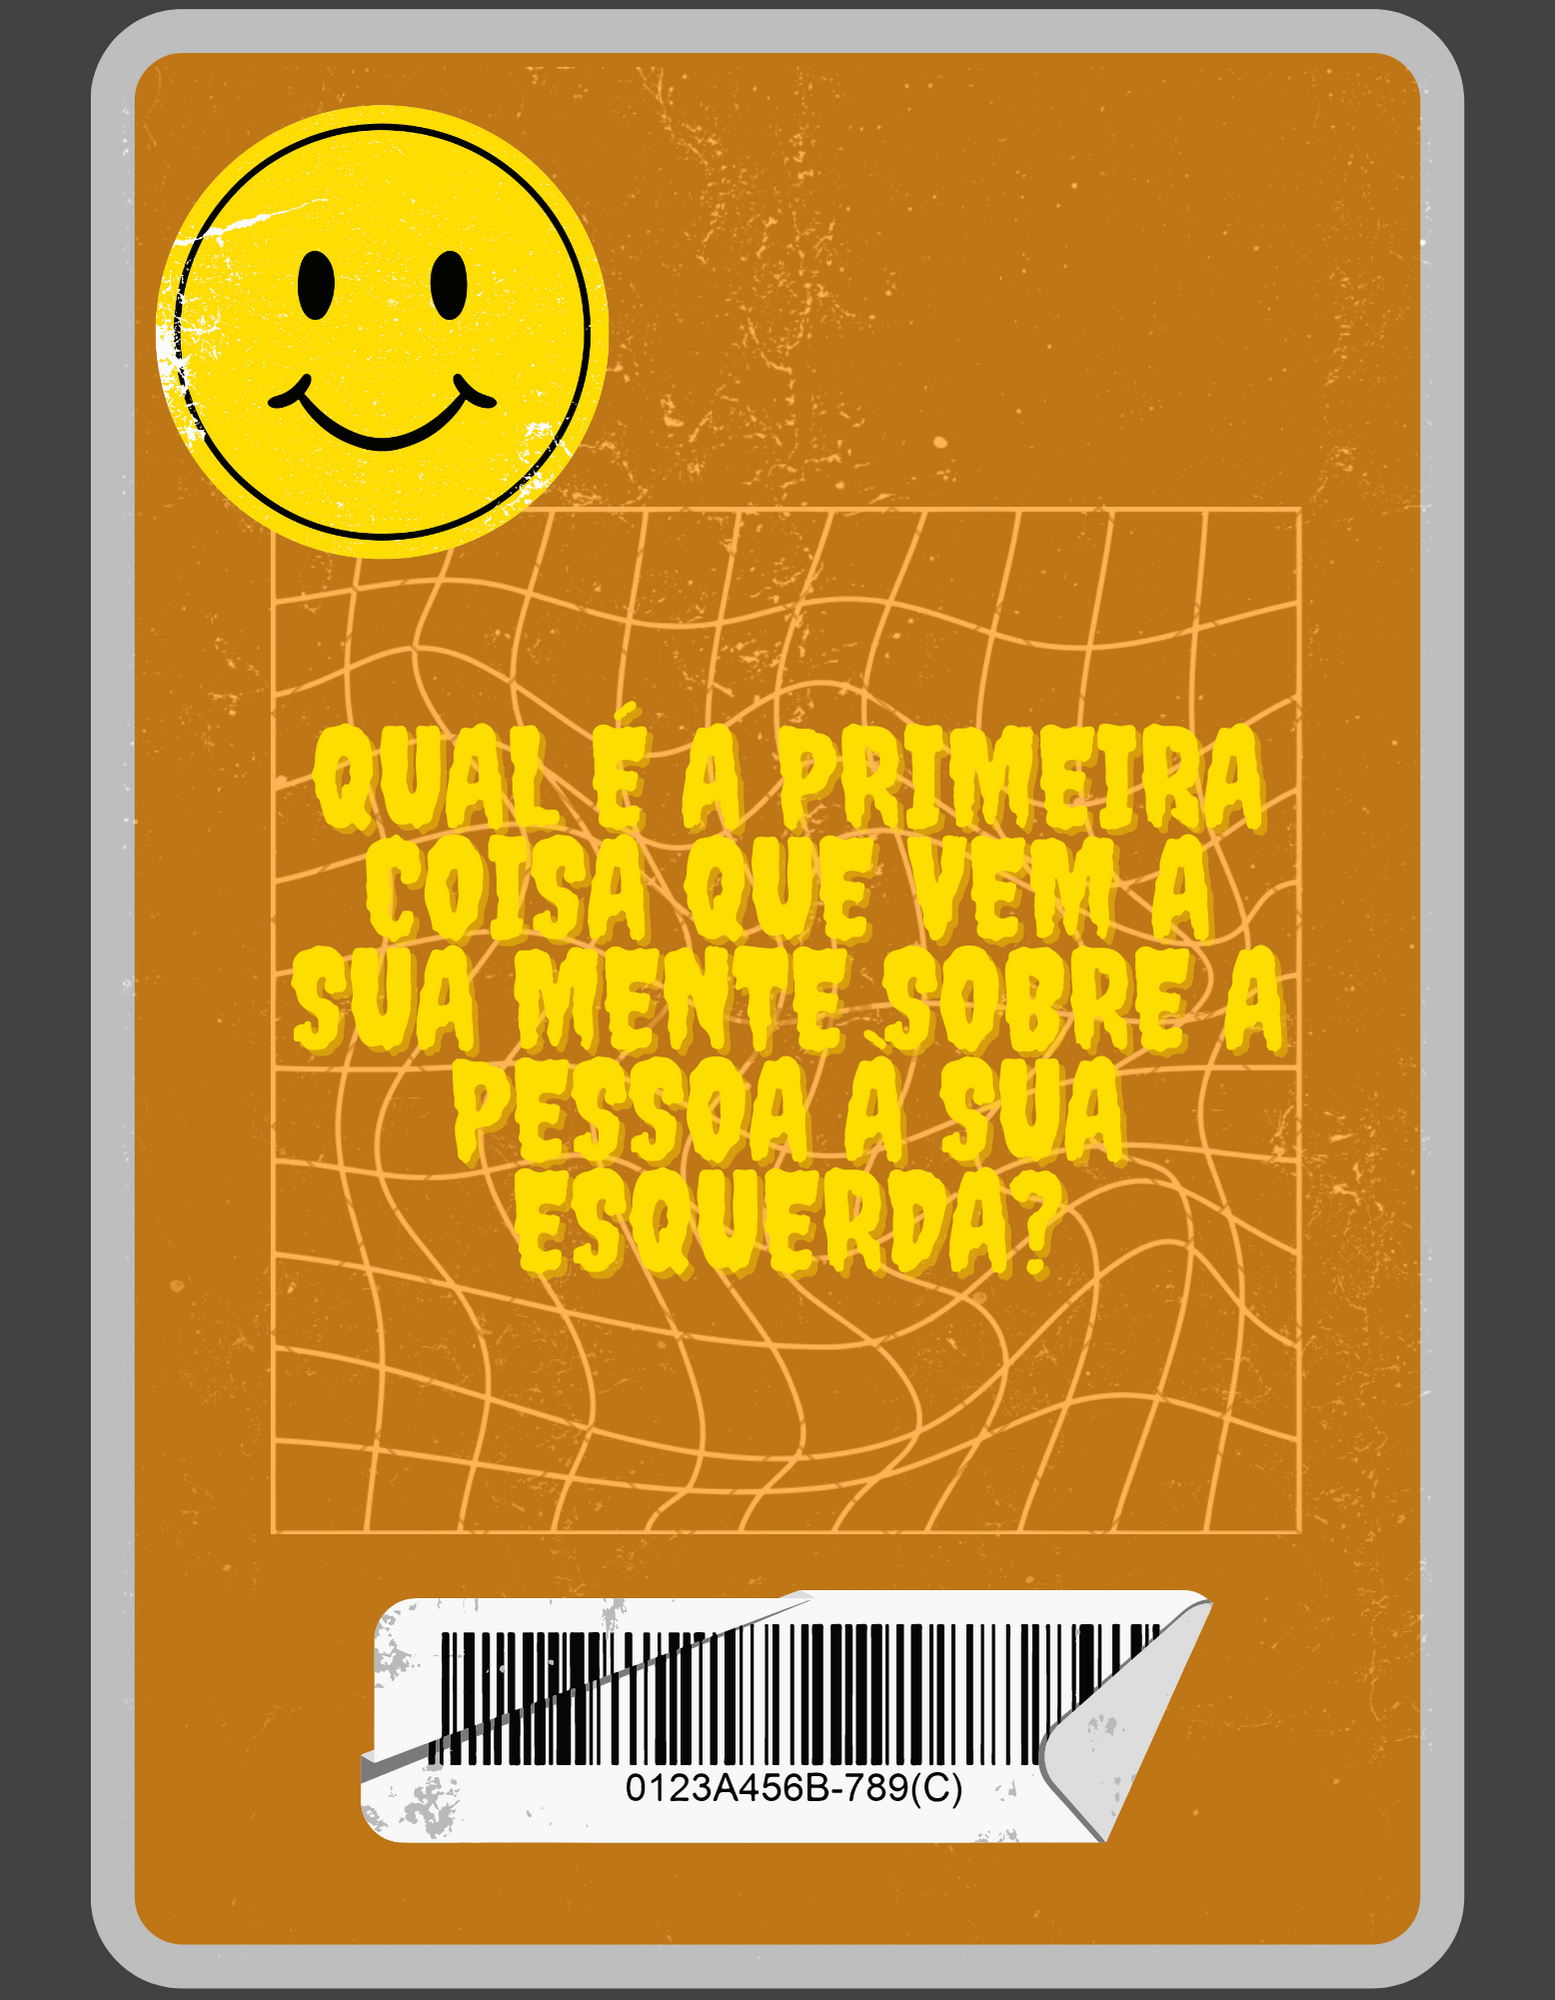 QUAL É A PRIMEIRA
COISA QUE VEM A
SUA MENTE SOBRE A
PESSOA À SUA
ESQUERDA?
0123A456B-789(C)